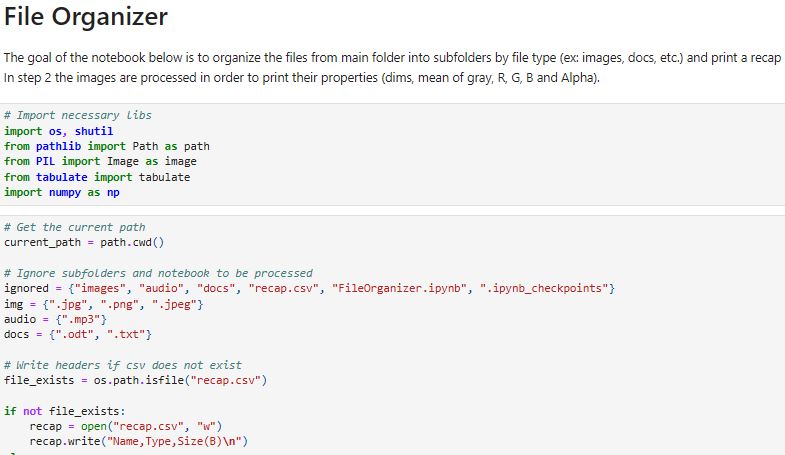 File Organizer
The goal of the notebook below is to organize the files from main folder into subfolders by file type (ex: images, docs, etc.) and print a recap
In step 2 the images are processed in order to print their properties (dims, mean of gray, R, G, B and Alpha).
# Import necessary libs
import os, shutil
from pathlib import Path as path
from PIL import Image as image
from tabulate import tabulate
import numpy as np
# Get the current path
current_path = path.cwd()
# Ignore subfolders and notebook to be processed
ignored = {"images", "audio", "docs", "recap.csv", "FileOrganizer.ipynb", ".ipynb_checkpoints"}
img = {".jpg", ".png", ".jpeg"}
audio = {".mp3"}
docs = {".odt", ".txt"}
# Write headers if csv does not exist
file_exists = os.path.isfile("recap.csv")
if not file_exists:
    recap = open("recap.csv", "w")
    recap.write("Name,Type,Size(B)\n")